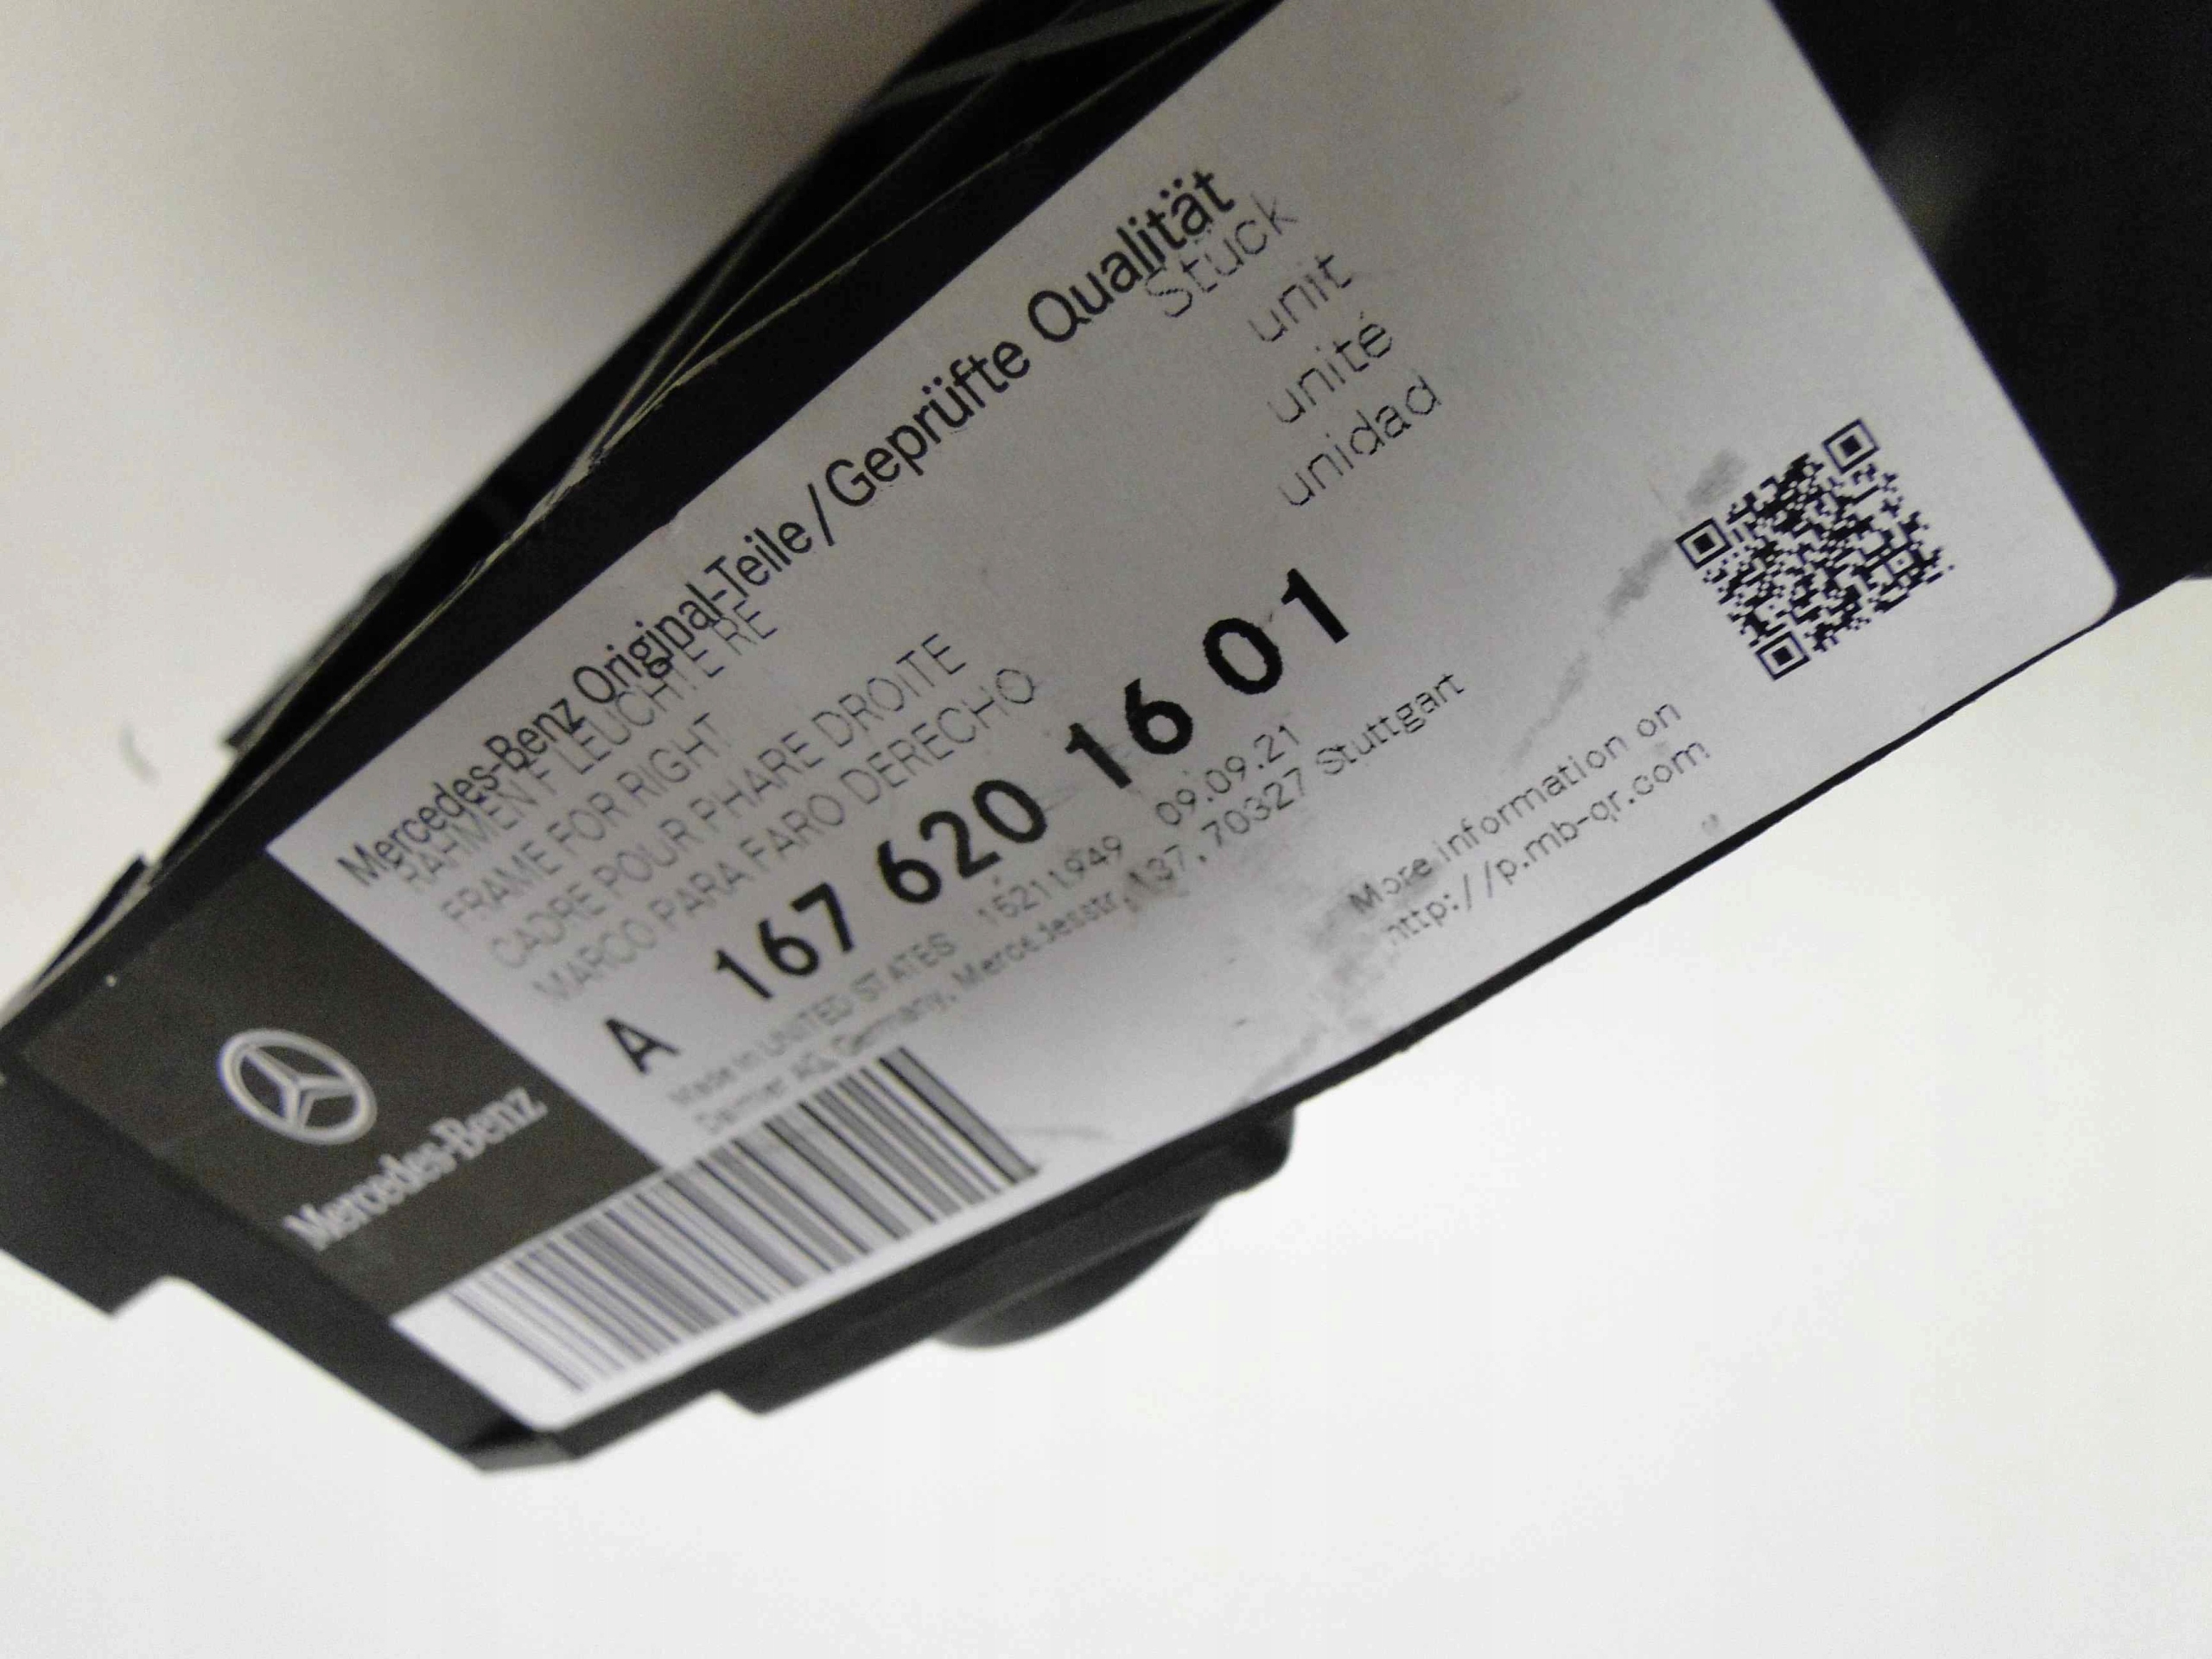 Mercedes-Benz Original-Teile/Geprüfte Qualität
RAHMEN F LEUCHTE RE
Stück
FRAME FOR RIGHT
unit
CADRE POUR PHARE DROITE
unité
MARCO PARA FARO DERECHO
unidad
A 167 620 16 01
Made in UNITED STATES 15211949 09.09.21
Daimler AG, Germany, Mercedesstr. 137, 70327 Stuttgart
More information on
http://p.mb-qr.com
Mercedes-Benz